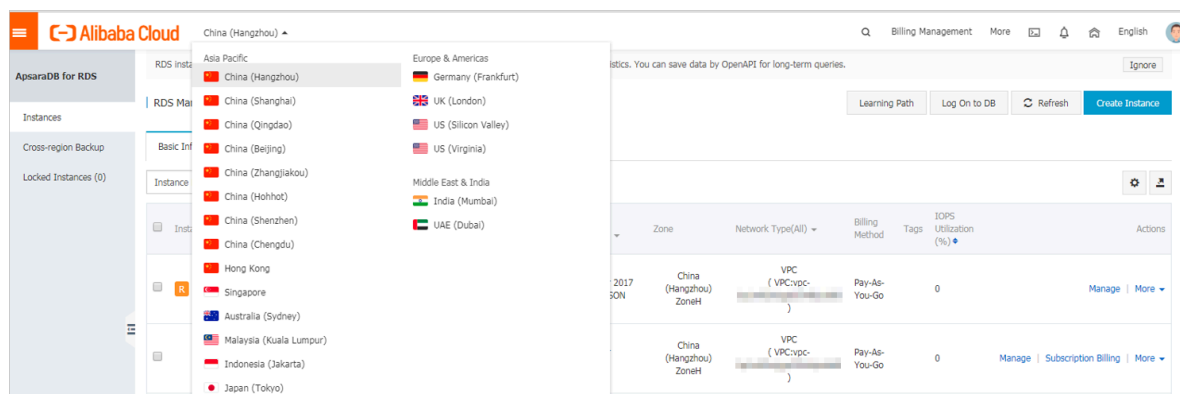 Alibaba Cloud
China (Hangzhou)
Billing Management
More
English
ApsaraDB for RDS
Instances
Cross-region Backup
Locked Instances (0)
RDS insta
Asia Pacific
China (Hangzhou)
China (Shanghai)
China (Qingdao)
China (Beijing)
China (Zhangjiakou)
China (Hohhot)
China (Shenzhen)
China (Chengdu)
Hong Kong
Singapore
Australia (Sydney)
Malaysia (Kuala Lumpur)
Indonesia (Jakarta)
Japan (Tokyo)
Europe & Americas
Germany (Frankfurt)
UK (London)
US (Silicon Valley)
US (Virginia)
Middle East & India
India (Mumbai)
UAE (Dubai)
istics. You can save data by OpenAPI for long-term queries.
Ignore
RDS Mar
Learning Path
Log On to DB
Refresh
Create Instance
Basic Inf
Instance
Insta
Zone
Network Type(All)
Billing
Method
Tags
IOPS
Utilization
(%)
Actions
R
2017
SON
China
(Hangzhou)
ZoneH
VPC
( VPC:vpc-
)
Pay-As-
You-Go
0
Manage | More
China
(Hangzhou)
ZoneH
VPC
( VPC:vpc-
)
Pay-As-
You-Go
0
Manage | Subscription Billing | More